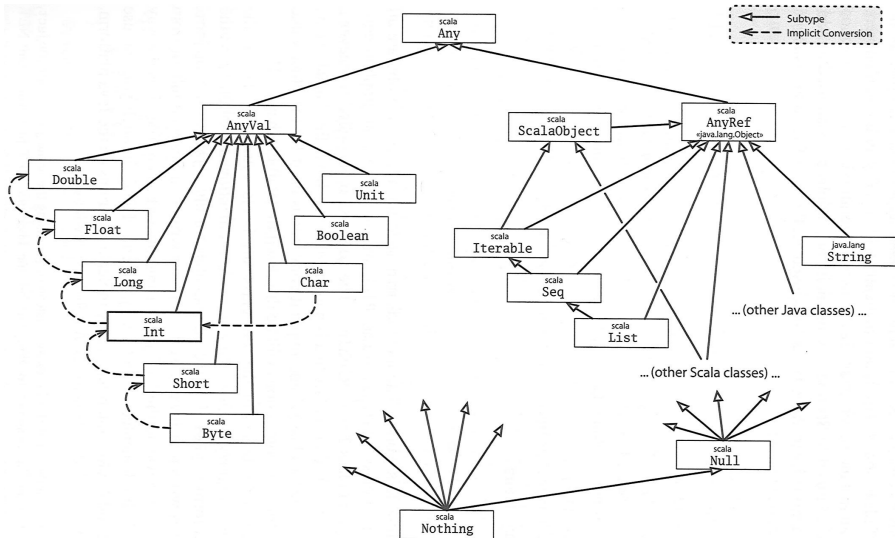 Subtype
Implicit Conversion
scala
Any
scala
AnyVal
scala
ScalaObject
scala
AnyRef
«java.lang.Object»
scala
Double
scala
Unit
scala
Float
scala
Boolean
scala
Iterable
java.lang
String
scala
Long
scala
Char
scala
Seq
scala
Int
scala
List
... (other Java classes) ...
scala
Short
... (other Scala classes) ...
scala
Byte
scala
Null
scala
Nothing